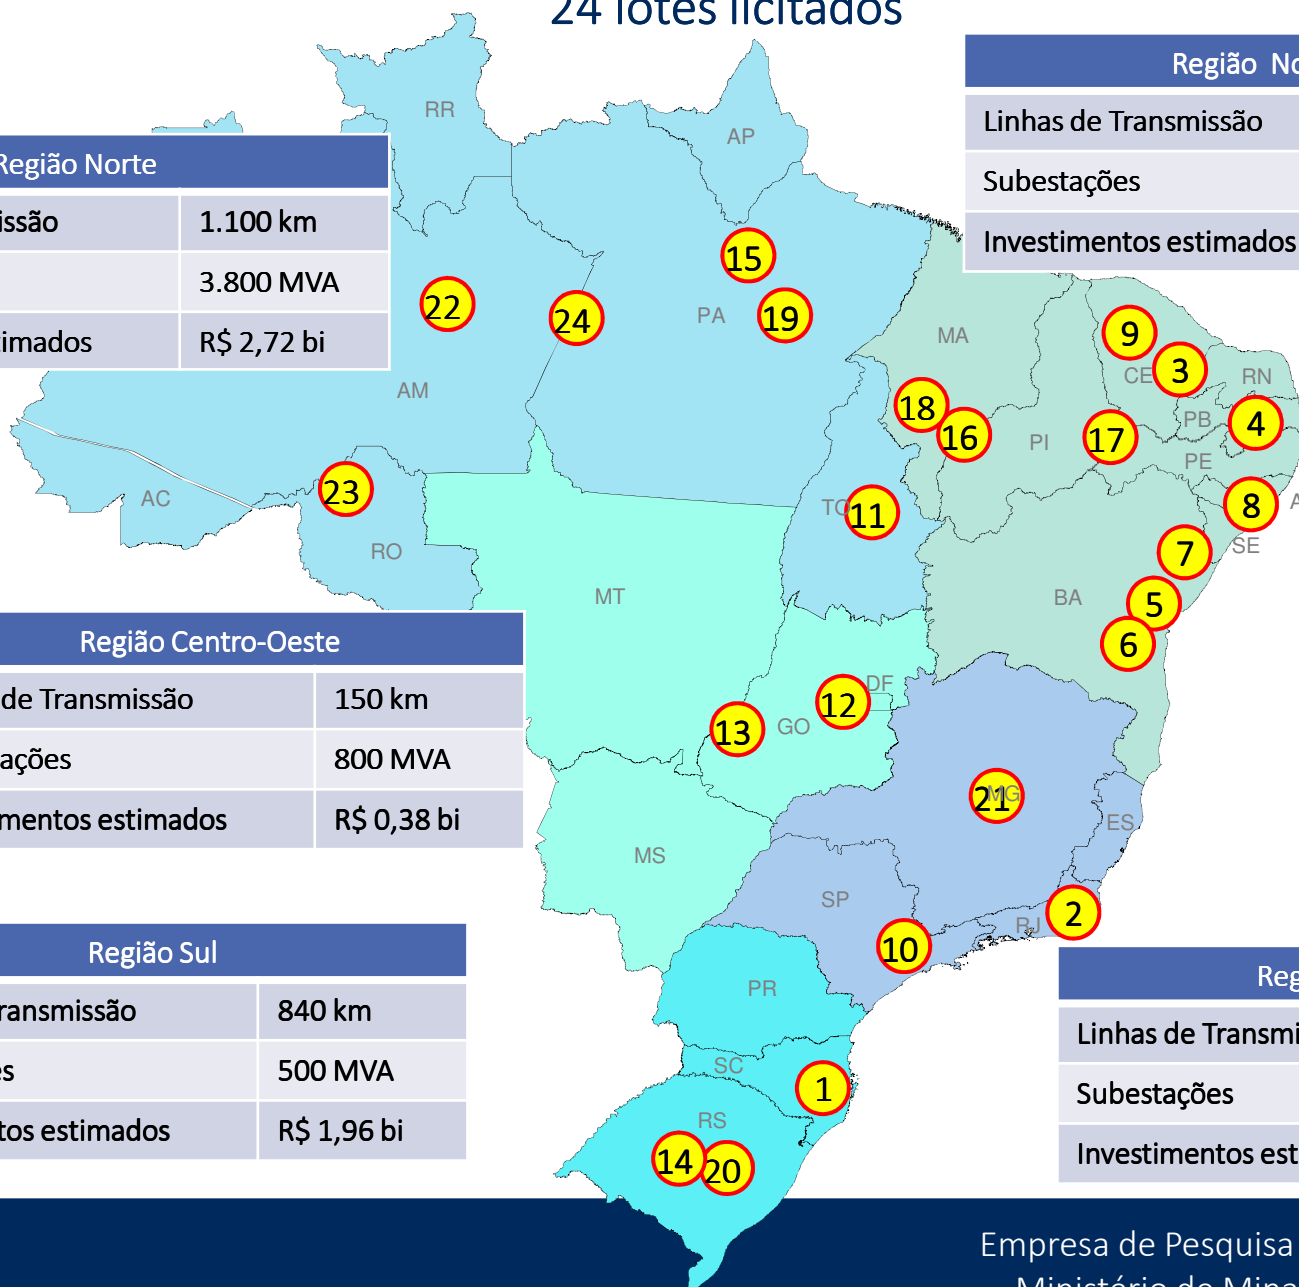 24 lotes licitados
Região No
Linhas de Transmissão
Subestações
Investimentos estimados
Região Norte
issão 1.100 km
3.800 MVA
timados R$ 2,72 bi
RR
AP
15
22
24
PA
19
MA
9
3
CE
RN
AM
18
16
PI
17
PB
4
PE
AC
23
TO
11
8
A
RO
7
SE
MT
BA
5
6
Região Centro-Oeste
de Transmissão 150 km
ações 800 MVA
mentos estimados R$ 0,38 bi
DF
12
13
GO
21
MG
ES
MS
SP
2
RJ
10
Região Sul
ransmissão 840 km
s 500 MVA
tos estimados R$ 1,96 bi
PR
SC
1
RS
14
20
Reg
Linhas de Transmi
Subestações
Investimentos est
Empresa de Pesquisa
Ministério de Mina